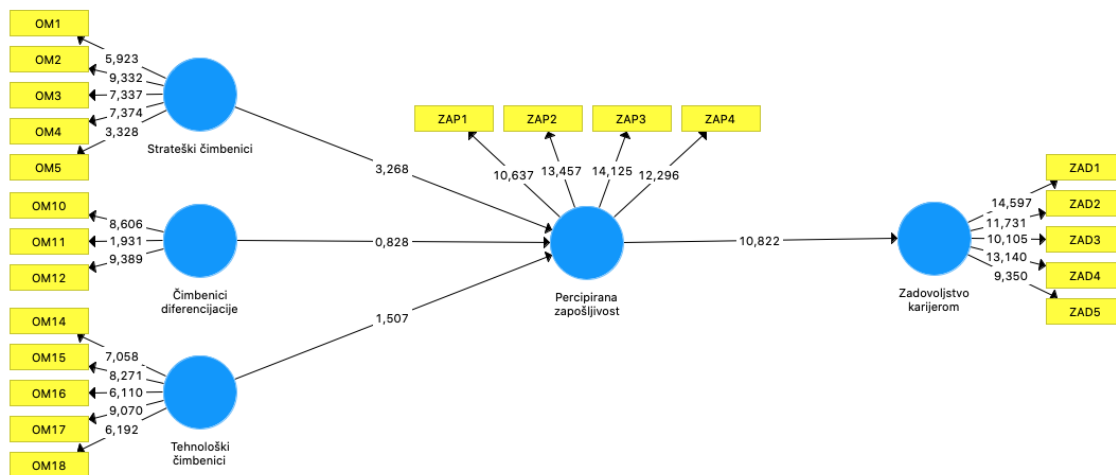 OM1
OM2
OM3
OM4
OM5
5,923
9,332
7,337
7,374
3,328
Strateški čimbenici
OM10
OM11
OM12
8,606
1,931
9,389
Čimbenici
diferencijacije
OM14
OM15
OM16
OM17
OM18
7,058
8,271
6,110
9,070
6,192
Tehnološki
čimbenici
3,268
0,828
1,507
ZAP1
ZAP2
ZAP3
ZAP4
10,637
13,457
14,125
12,296
Percipirana
zapošljivost
10,822
Zadovoljstvo
karijerom
14,597
11,731
10,105
13,140
9,350
ZAD1
ZAD2
ZAD3
ZAD4
ZAD5